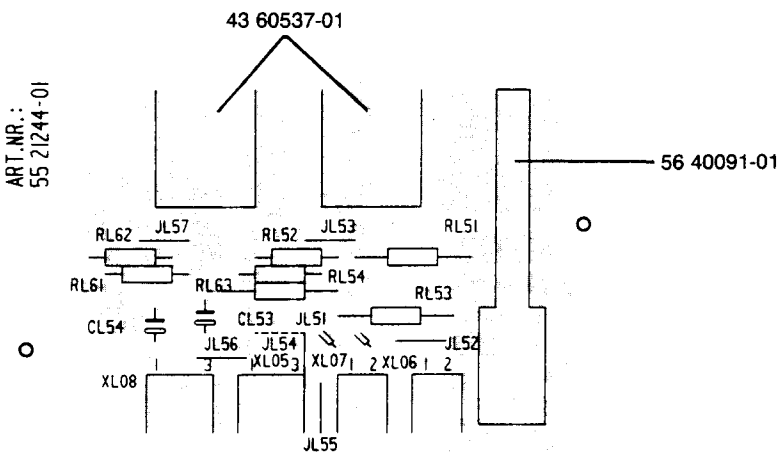 43 60537-01
ART.NR.:
55 21244-01
56 40091-01
JL57 JL53 RL51
RL62 RL52
RL61 RL63 RL54
RL53
CL54 CL53 JL51
JL56 JL54 JL52
XL08 1 3 XL05 1 3 XL07 1 2 XL06 1 2
JL55